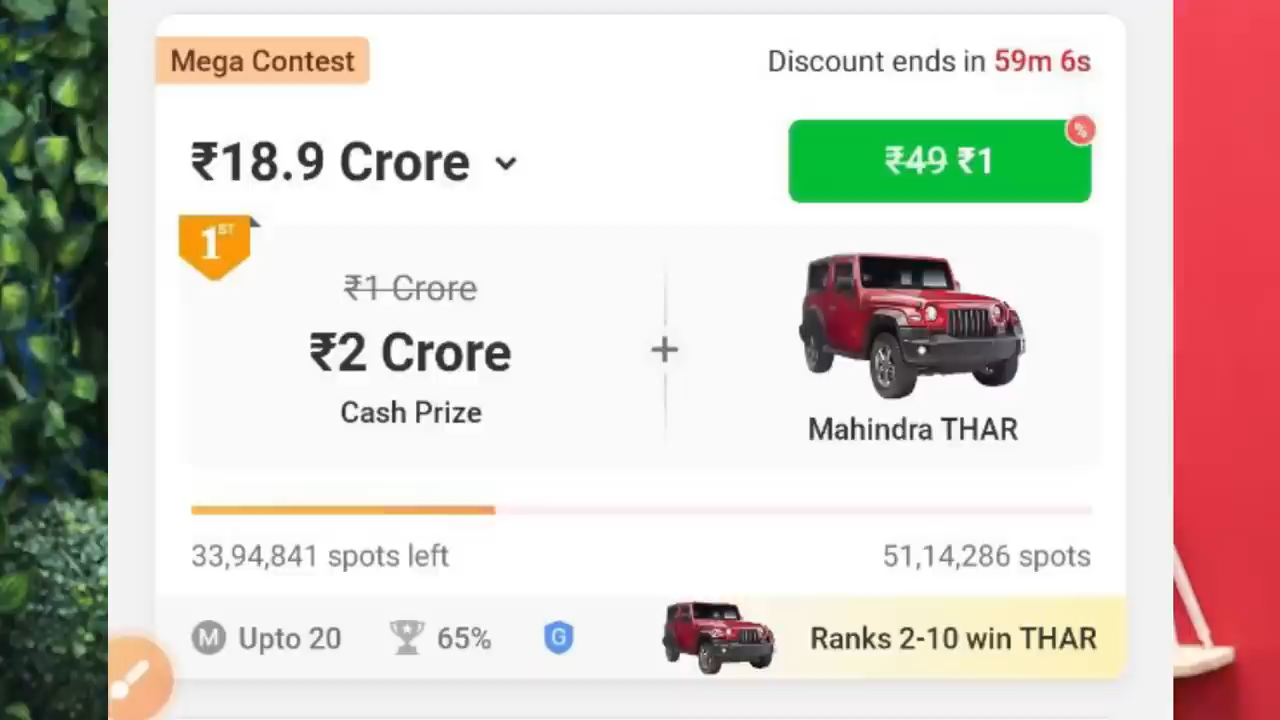 Mega Contest
Discount ends in 59m 6s
₹18.9 Crore
₹49 ₹1
%
1ST
₹1 Crore
₹2 Crore
+
Cash Prize
Mahindra THAR
33,94,841 spots left
51,14,286 spots
M Upto 20
65%
G
Ranks 2-10 win THAR